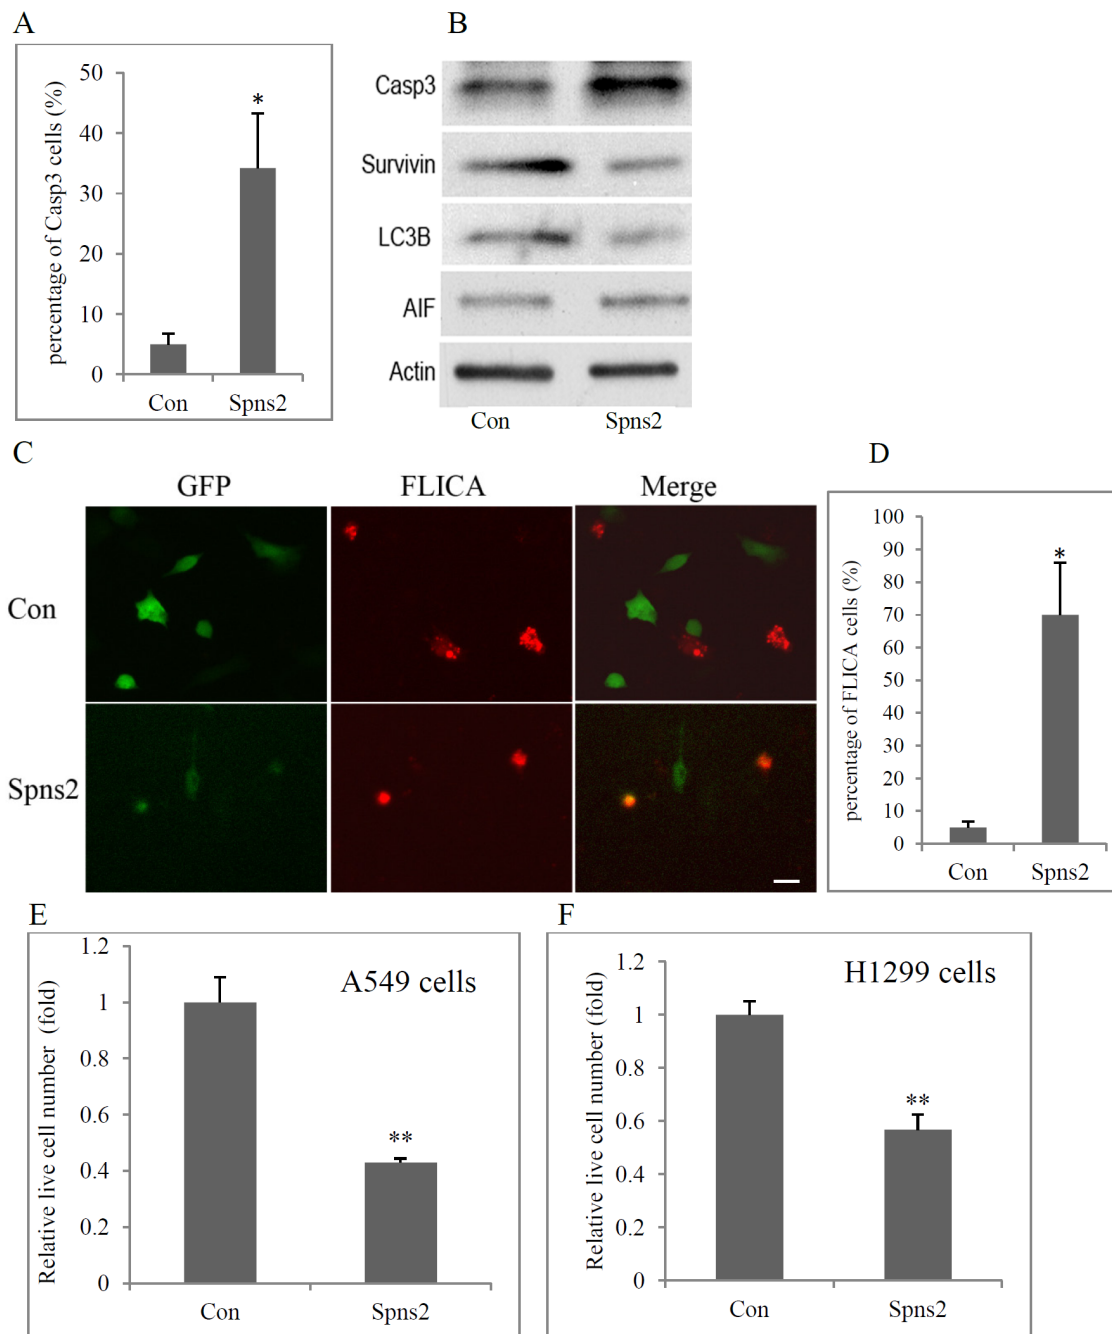 A
percentage of Casp3 cells (%)
50
40
30
20
10
0
*
Con
Spns2
B
Casp3
Survivin
LC3B
AIF
Actin
Con
Spns2
C
GFP
FLICA
Merge
Con
Spns2
D
percentage of FLICA cells (%)
100
90
80
70
60
50
40
30
20
10
0
*
Con
Spns2
E
Relative live cell number (fold)
1.2
1
0.8
0.6
0.4
0.2
0
A549 cells
**
Con
Spns2
F
Relative live cell number (fold)
1.2
1
0.8
0.6
0.4
0.2
0
H1299 cells
**
Con
Spns2